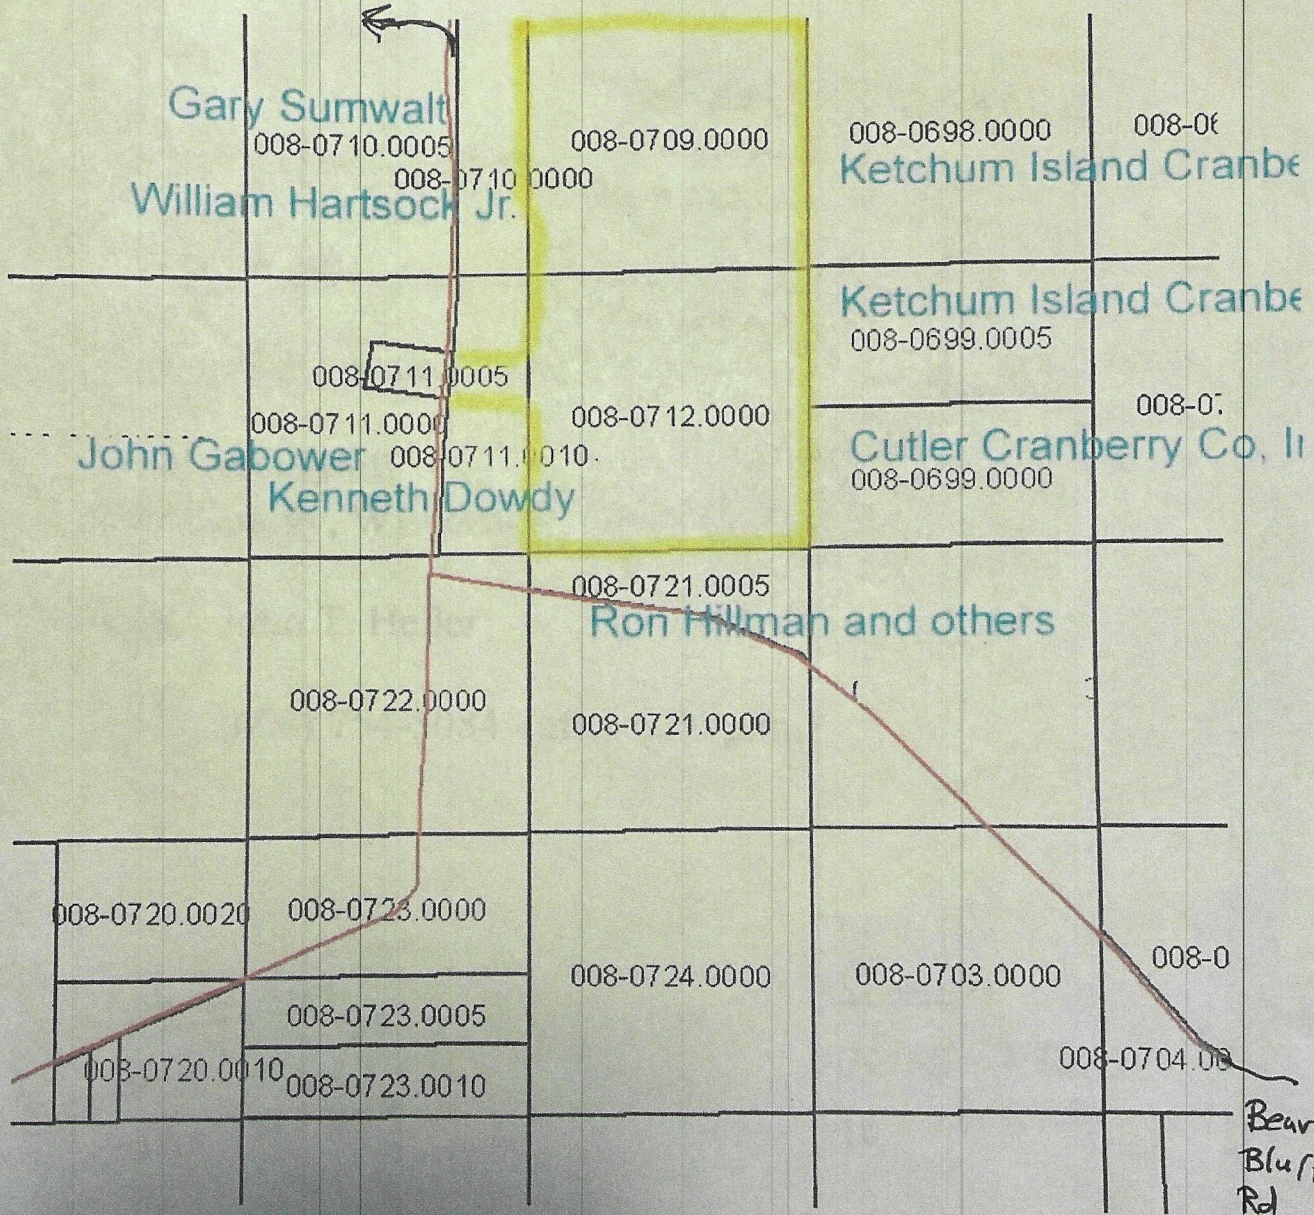 Gary Sumwalt
008-0710.0005
008-0709.0000
008-0698.0000
008-0710.0000
Ketchum Island Cranbe
William Hartsock Jr.
Ketchum Island Cranbe
008-0699.0005
008-0711.0005
008-0712.0000
008-0711.0000
Cutler Cranberry Co,
John Gabower
008-0711.0010
008-0699.0000
Kenneth Dowdy
008-0721.0005
Ron Hillman and others
008-0722.0000
008-0721.0000
008-0720.0020
008-0723.0000
008-0724.0000
008-0703.0000
008-0
008-0723.0005
008-0720.0010
008-0723.0010
008-0704.00
Bear
Bluff
Rd